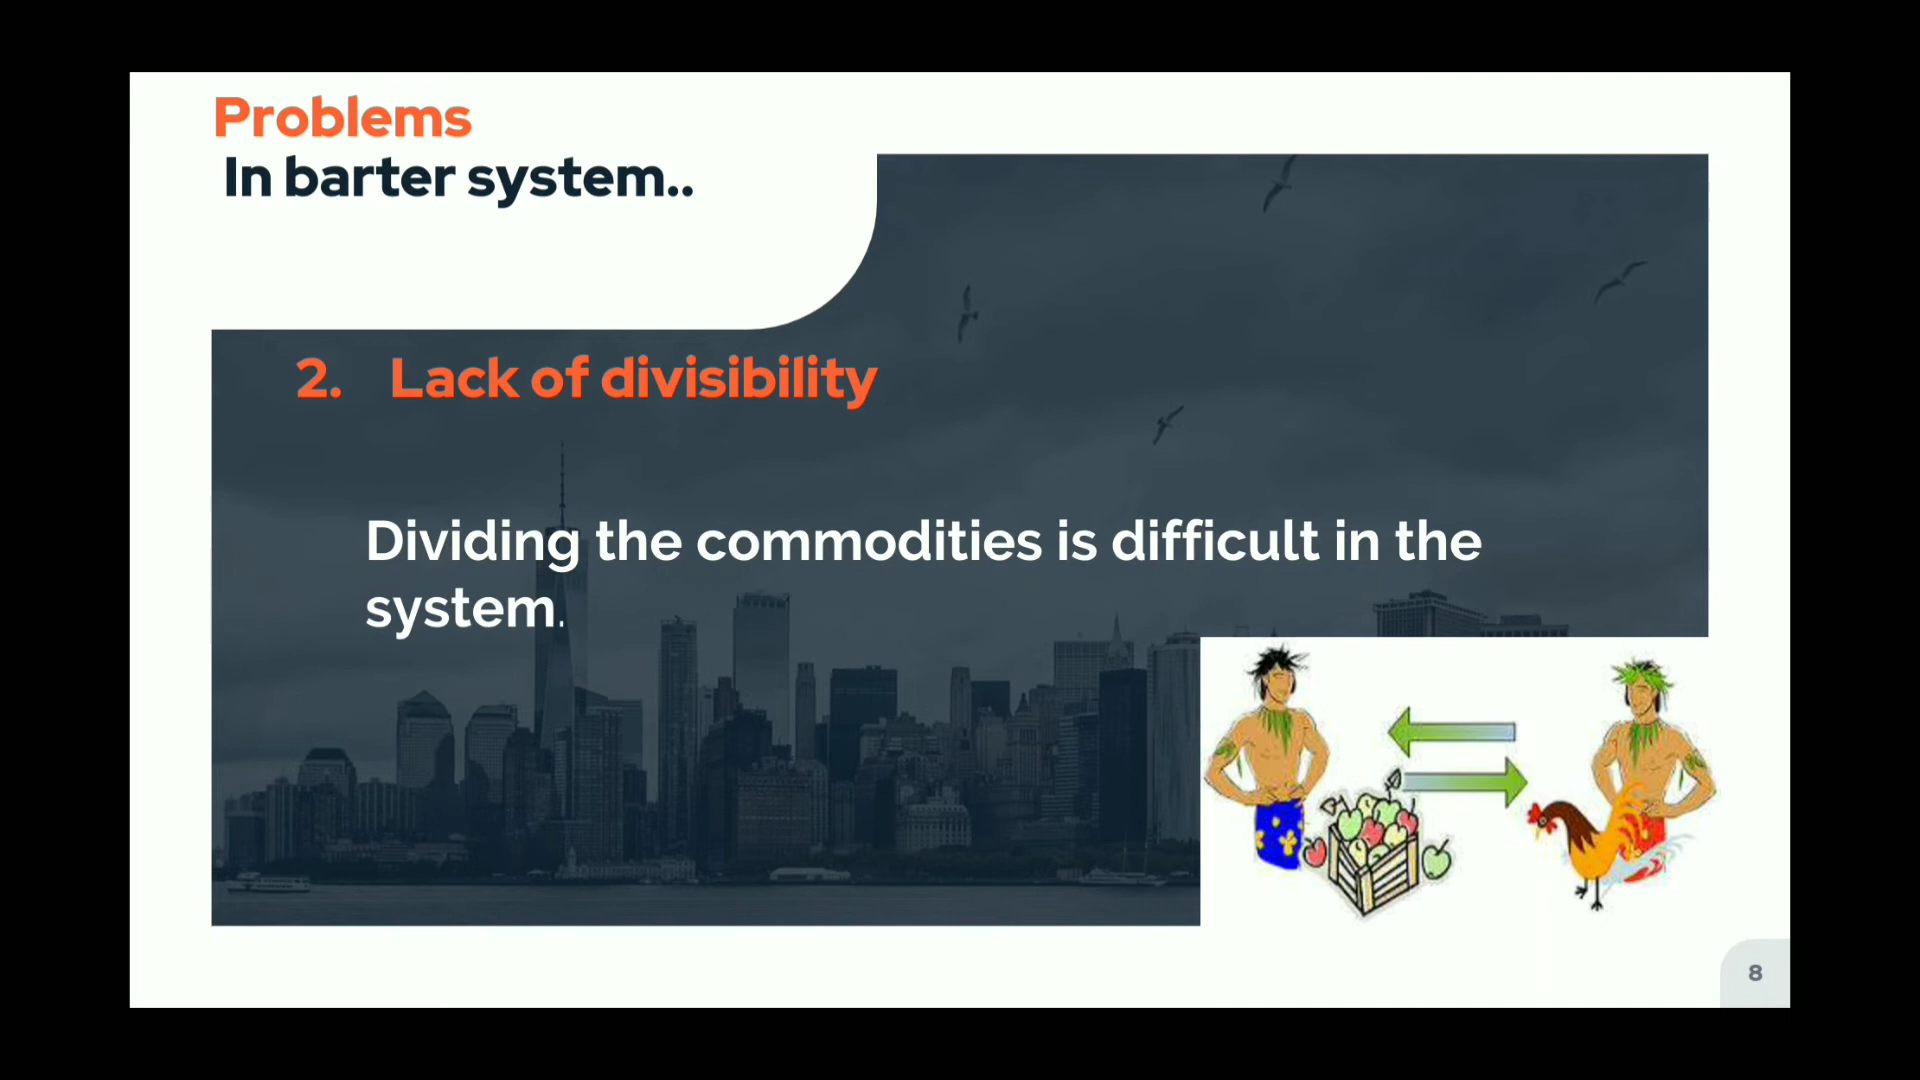 Problems
In barter system..
2. Lack of divisibility
Dividing the commodities is difficult in the
system.
8